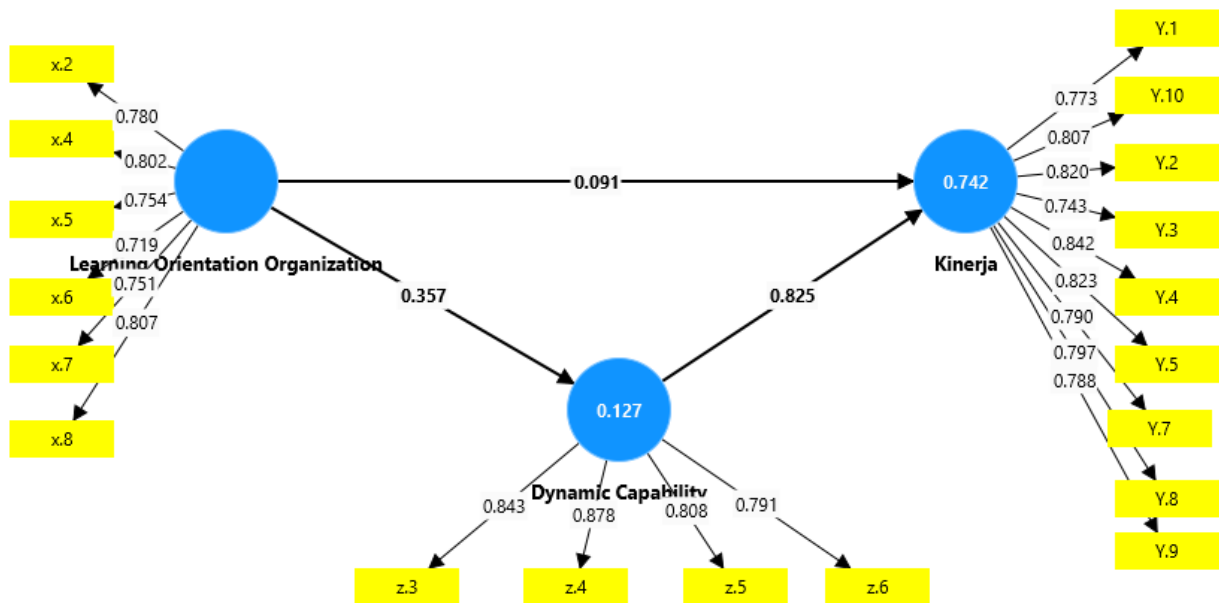 x.2
x.4
x.5
x.6
x.7
x.8
0.780
0.802
0.754
0.719
0.751
0.807
Learning Orientation Organization
0.091
0.357
0.825
0.127
Dynamic Capability
0.843
0.878
0.808
0.791
z.3
z.4
z.5
z.6
0.742
Kinerja
0.773
0.807
0.820
0.743
0.842
0.823
0.790
0.797
0.788
Y.1
Y.10
Y.2
Y.3
Y.4
Y.5
Y.7
Y.8
Y.9